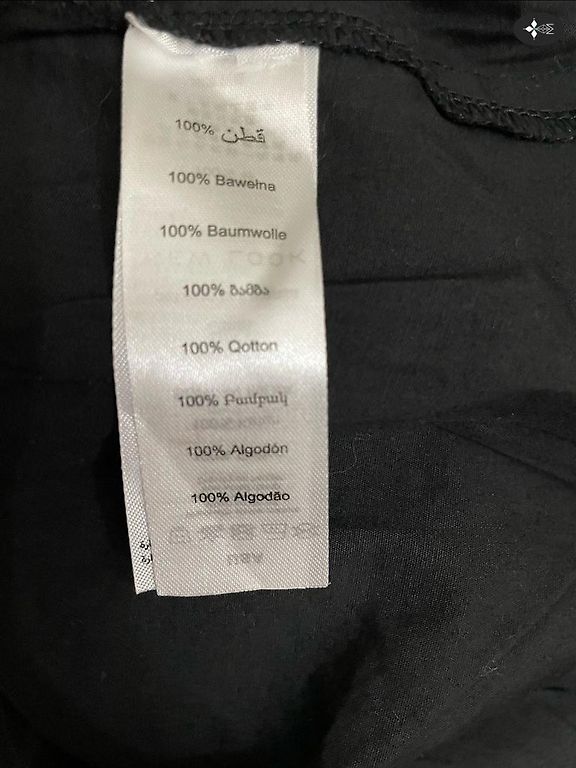 قطن %100
100% Bawełna
100% Baumwolle
100% ბამბა
100% Qotton
100% Բամբակ
100% Algodón
100% Algodão